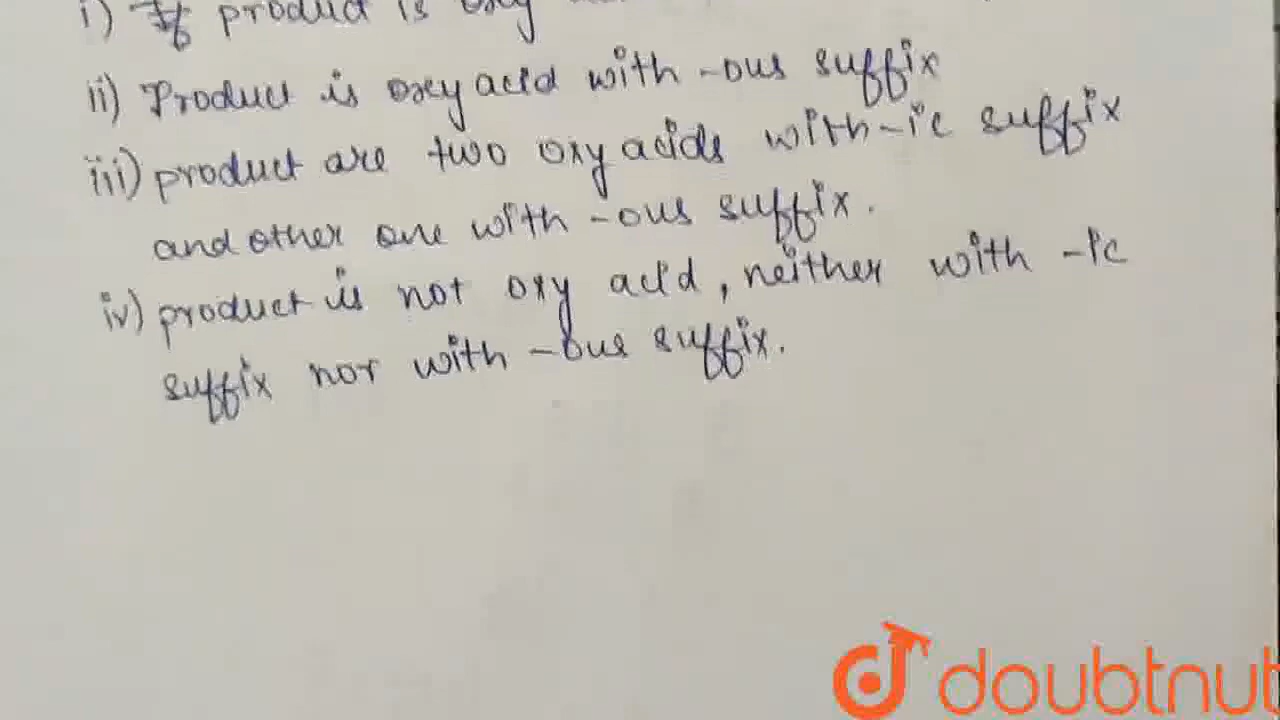 i) If product is oxy
ii) Product is oxy acid with -ous suffix
iii) product are two oxy acids with -ic suffix
and other one with -ous suffix.
iv) product is not oxy acid, neither with -ic
suffix nor with -ous suffix.
doubtnut